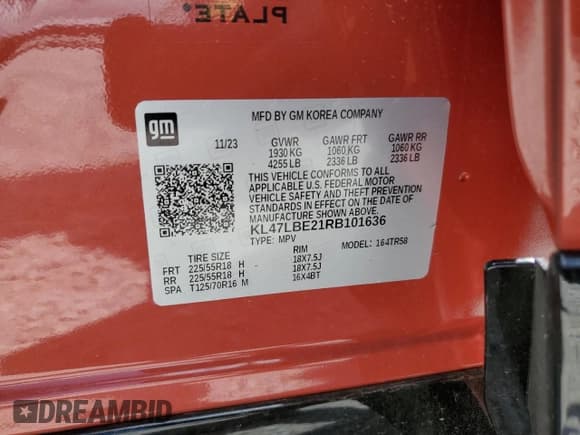 PLATE®
gm
MFD BY GM KOREA COMPANY
11/23 GVWR GAWR FRT GAWR RR
1930 KG 1060 KG 1060 KG
4255 LB 2336 LB 2336 LB
THIS VEHICLE CONFORMS TO ALL
APPLICABLE U.S. FEDERAL MOTOR
VEHICLE SAFETY AND THEFT PREVENTION
STANDARDS IN EFFECT ON THE DATE OF
MANUFACTURE SHOWN ABOVE.
KL47LBE21RB101636
TYPE: MPV MODEL: 164TR58
TIRE SIZE RIM
FRT 225/55R18 H 18X7.5J
RR 225/55R18 H 18X7.5J
SPA T125/70R16 M 16X4BT
DREAMBID